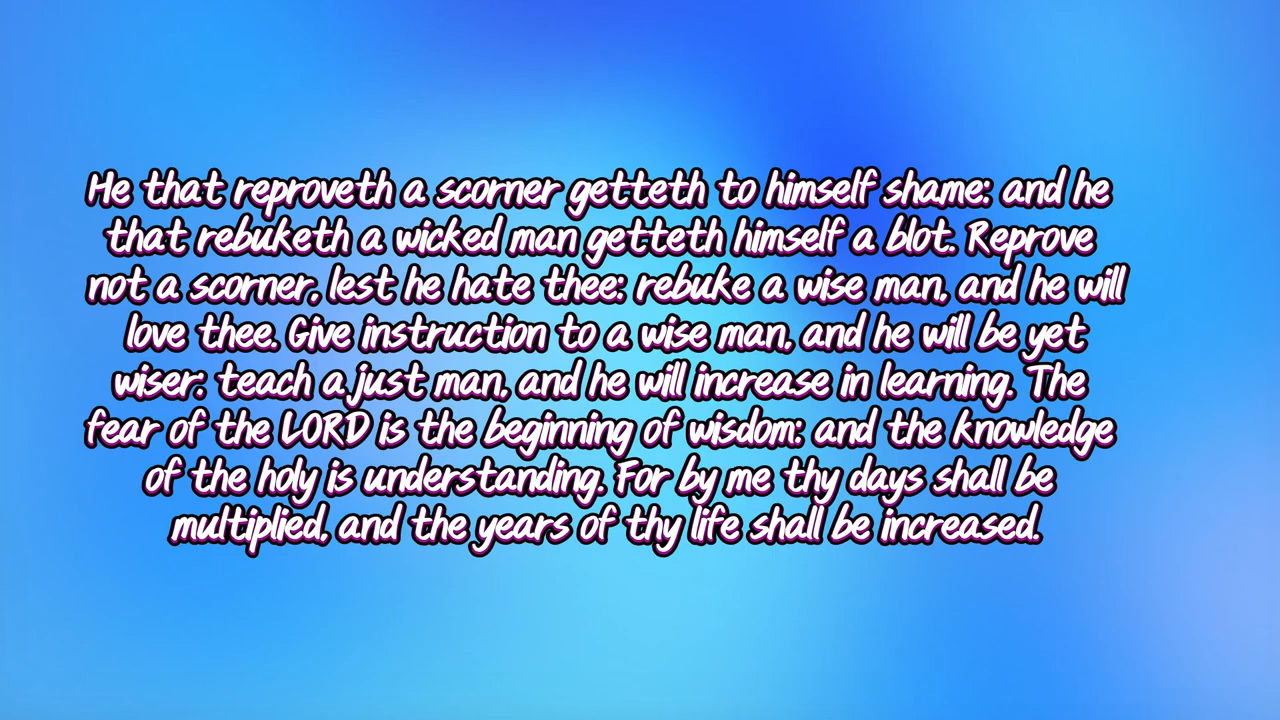 He that reproveth a scorner getteth to himself shame: and he
that rebuketh a wicked man getteth himself a blot. Reprove
not a scorner, lest he hate thee: rebuke a wise man, and he will
love thee. Give instruction to a wise man, and he will be yet
wiser: teach a just man, and he will increase in learning. The
fear of the LORD is the beginning of wisdom: and the knowledge
of the holy is understanding. For by me thy days shall be
multiplied, and the years of thy life shall be increased.